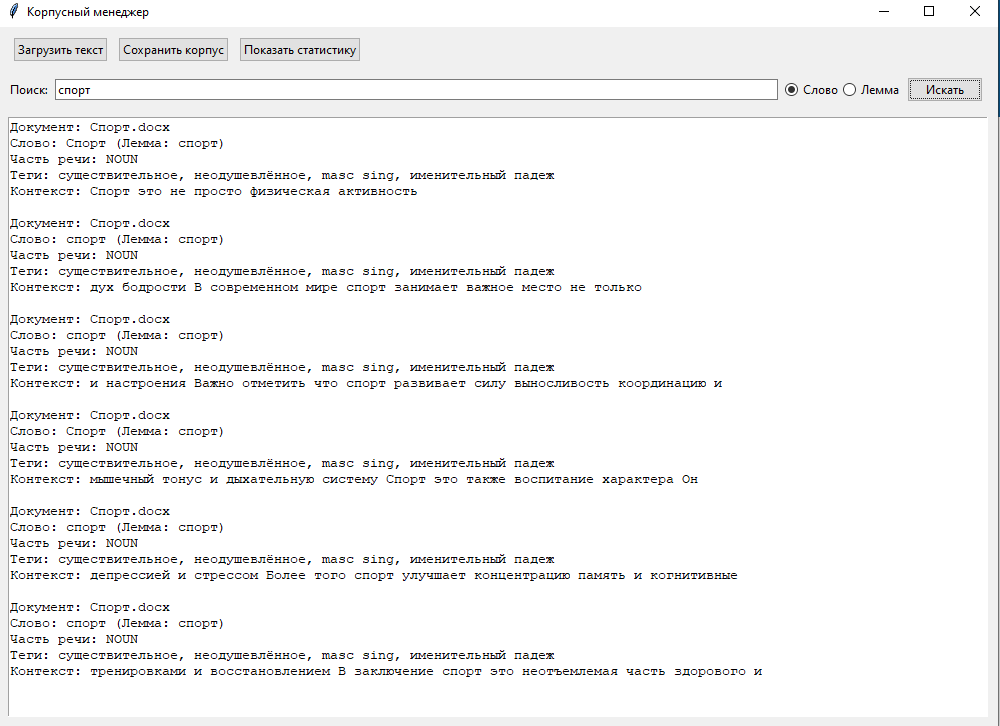 Корпусный менеджер
Загрузить текст Сохранить корпус Показать статистику
Поиск: спорт Слово Лемма Искать
Документ: Спорт.docx
Слово: Спорт (Лемма: спорт)
Часть речи: NOUN
Теги: существительное, неодушевлённое, masc sing, именительный падеж
Контекст: Спорт это не просто физическая активность
Документ: Спорт.docx
Слово: спорт (Лемма: спорт)
Часть речи: NOUN
Теги: существительное, неодушевлённое, masc sing, именительный падеж
Контекст: дух бодрости В современном мире спорт занимает важное место не только
Документ: Спорт.docx
Слово: спорт (Лемма: спорт)
Часть речи: NOUN
Теги: существительное, неодушевлённое, masc sing, именительный падеж
Контекст: и настроения Важно отметить что спорт развивает силу выносливость координацию и
Документ: Спорт.docx
Слово: Спорт (Лемма: спорт)
Часть речи: NOUN
Теги: существительное, неодушевлённое, masc sing, именительный падеж
Контекст: мышечный тонус и дыхательную систему Спорт это также воспитание характера Он
Документ: Спорт.docx
Слово: спорт (Лемма: спорт)
Часть речи: NOUN
Теги: существительное, неодушевлённое, masc sing, именительный падеж
Контекст: депрессией и стрессом Более того спорт улучшает концентрацию память и когнитивные
Документ: Спорт.docx
Слово: спорт (Лемма: спорт)
Часть речи: NOUN
Теги: существительное, неодушевлённое, masc sing, именительный падеж
Контекст: тренировками и восстановлением В заключение спорт это неотъемлемая часть здорового и